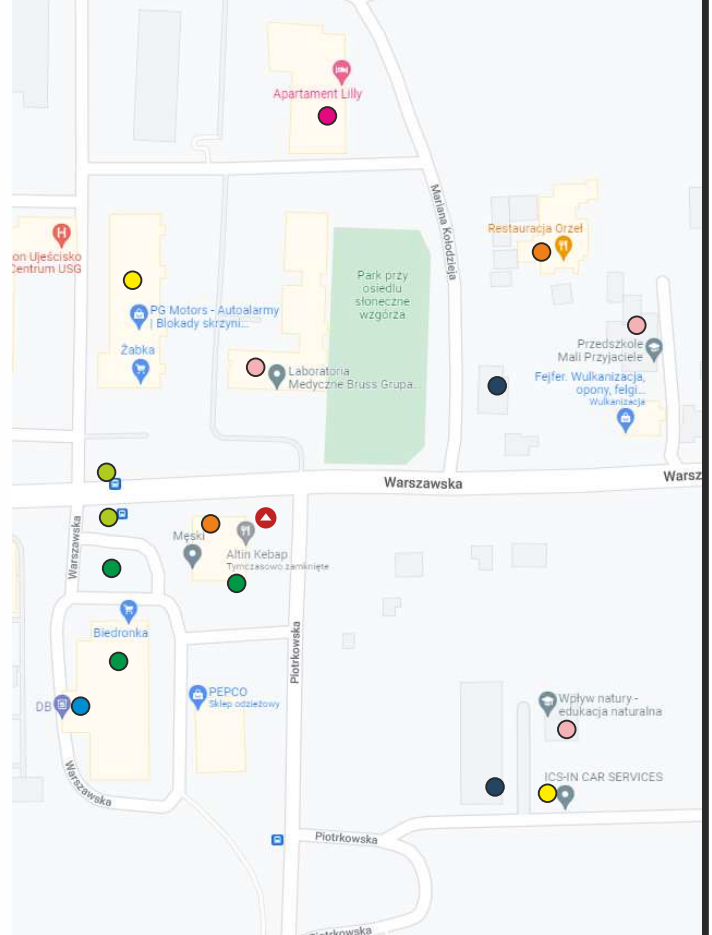 Apartament Lilly
Mariana Kołodzieja
H
on Ujeścisko
Centrum USG
Restauracja Orzeł
Park przy
osiedlu
słoneczne
wzgórza
PG Motors - Autoalarmy
| Blokady skrzyni...
Żabka
Laboratoria
Medyczne Bruss Grupa...
Przedszkole
Mali Przyjaciele
Fejfer. Wulkanizacja,
opony, felgi...
Wulkanizacja
Warszawska
Warsz
Warszawska
Męski
Altin Kebap
Tymczasowo zamknięte
Biedronka
Piotrkowska
DB
PEPCO
Sklep odzieżowy
Wpływ natury -
edukacja naturalna
Warszawska
ICS-IN CAR SERVICES
Piotrkowska
Piotrkowska